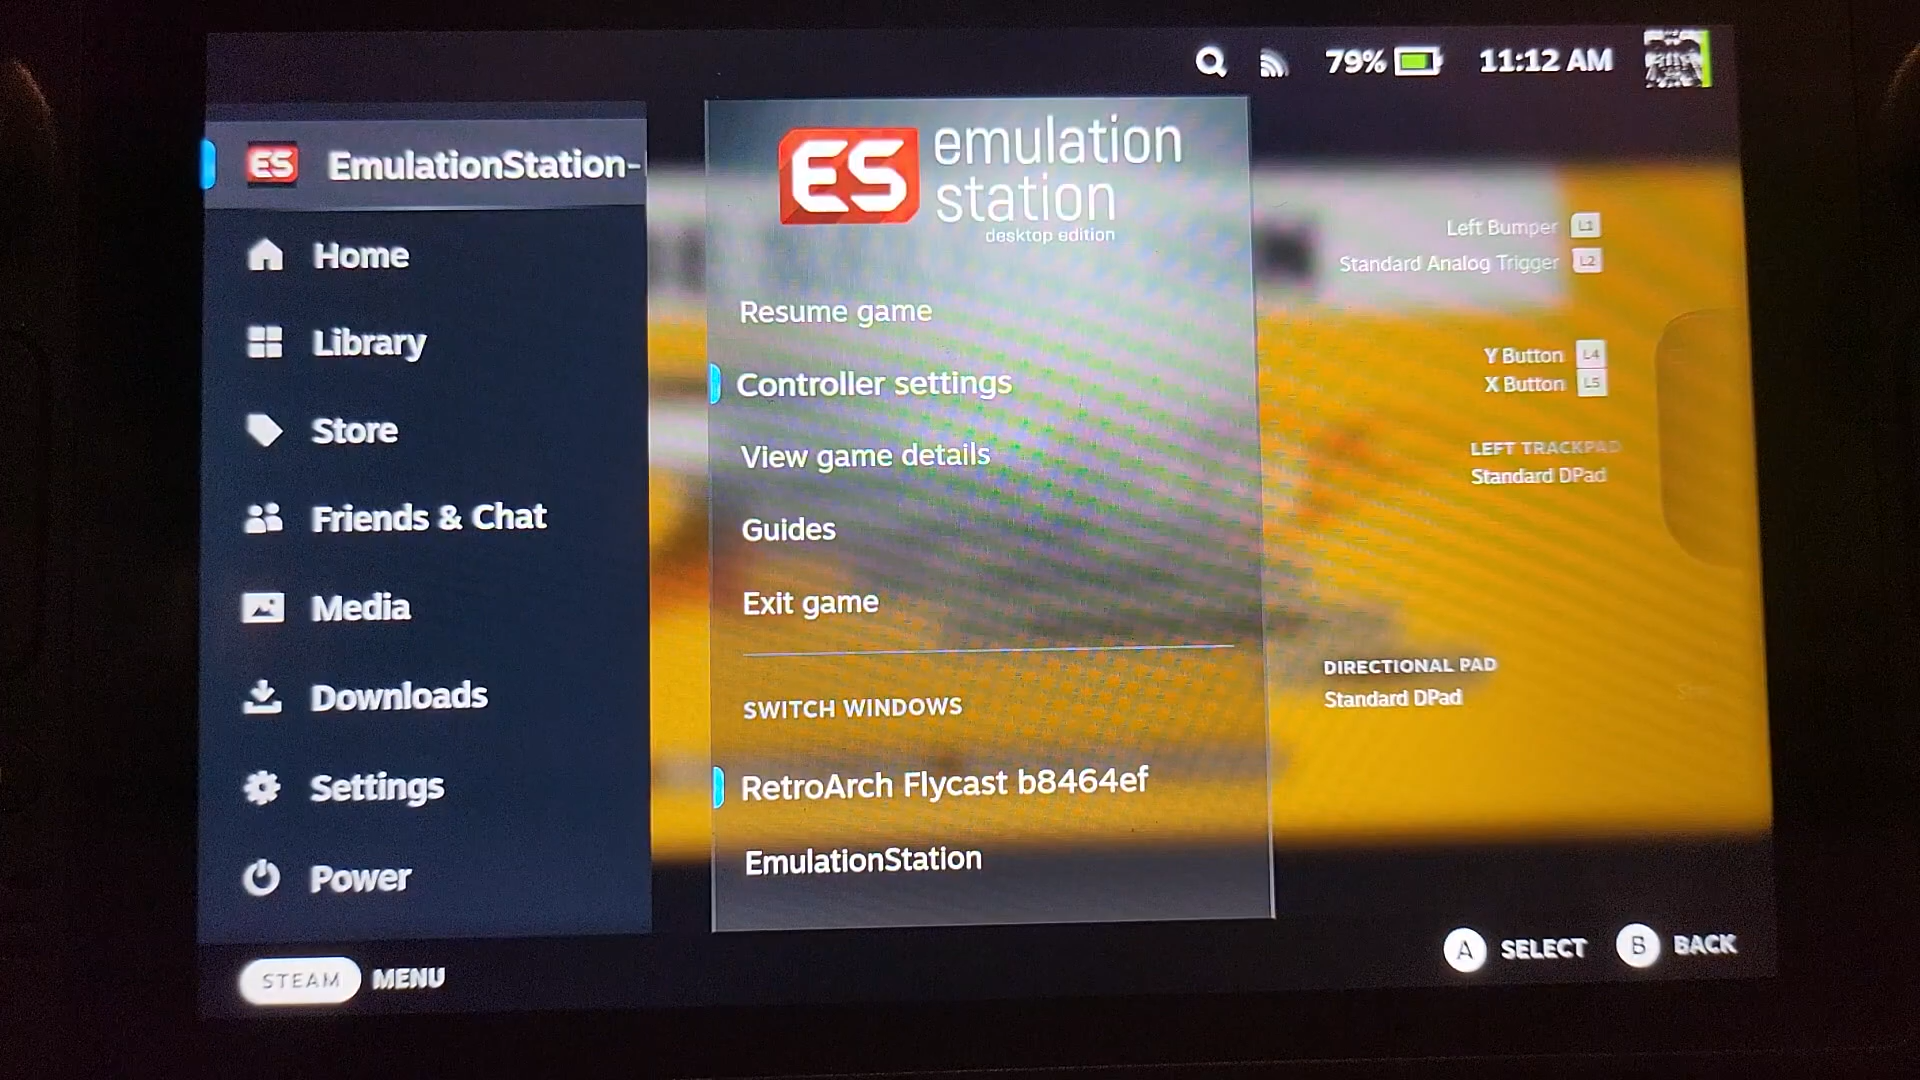 79%
11:12 AM
ES
EmulationStation-
Home
Library
Store
Friends & Chat
Media
Downloads
Settings
Power
STEAM MENU
ES
emulation
station
desktop edition
Resume game
Controller settings
View game details
Guides
Exit game
SWITCH WINDOWS
RetroArch Flycast b8464ef
EmulationStation
Left Bumper L1
Standard Analog Trigger L2
Y Button L4
X Button L5
LEFT TRACKPAD
Standard DPad
DIRECTIONAL PAD
Standard DPad
A SELECT B BACK